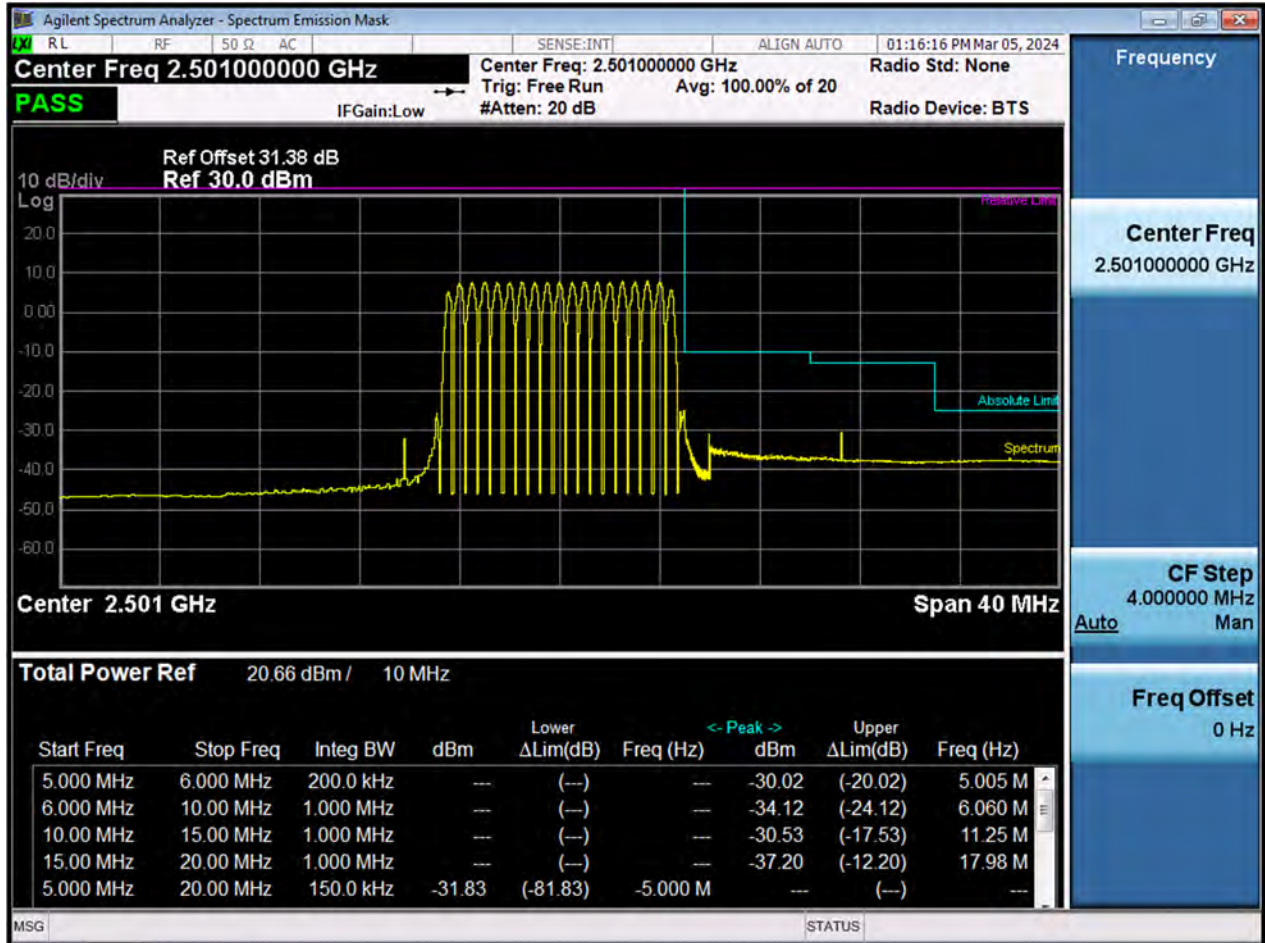 Agilent Spectrum Analyzer - Spectrum Emission Mask
LXI RL RF 50 Ω AC SENSE:INT ALIGN AUTO 01:16:16 PM Mar 05, 2024
Center Freq 2.501000000 GHz Center Freq: 2.501000000 GHz Radio Std: None
Trig: Free Run Avg: 100.00% of 20
PASS IFGain:Low #Atten: 20 dB Radio Device: BTS
Ref Offset 31.38 dB
10 dB/div Ref 30.0 dBm
Log
Relative Limit
20.0
10.0
0.00
-10.0
-20.0
Absolute Limit
-30.0
Spectrum
-40.0
-50.0
-60.0
Center 2.501 GHz Span 40 MHz
Total Power Ref 20.66 dBm / 10 MHz
Lower <- Peak -> Upper
Start Freq Stop Freq Integ BW dBm ΔLim(dB) Freq (Hz) dBm ΔLim(dB) Freq (Hz)
5.000 MHz 6.000 MHz 200.0 kHz --- (---) --- -30.02 (-20.02) 5.005 M
6.000 MHz 10.00 MHz 1.000 MHz --- (---) --- -34.12 (-24.12) 6.060 M
10.00 MHz 15.00 MHz 1.000 MHz --- (---) --- -30.53 (-17.53) 11.25 M
15.00 MHz 20.00 MHz 1.000 MHz --- (---) --- -37.20 (-12.20) 17.98 M
5.000 MHz 20.00 MHz 150.0 kHz -31.83 (-81.83) -5.000 M --- (---) ---
MSG STATUS
Frequency
Center Freq
2.501000000 GHz
CF Step
4.000000 MHz
Auto Man
Freq Offset
0 Hz